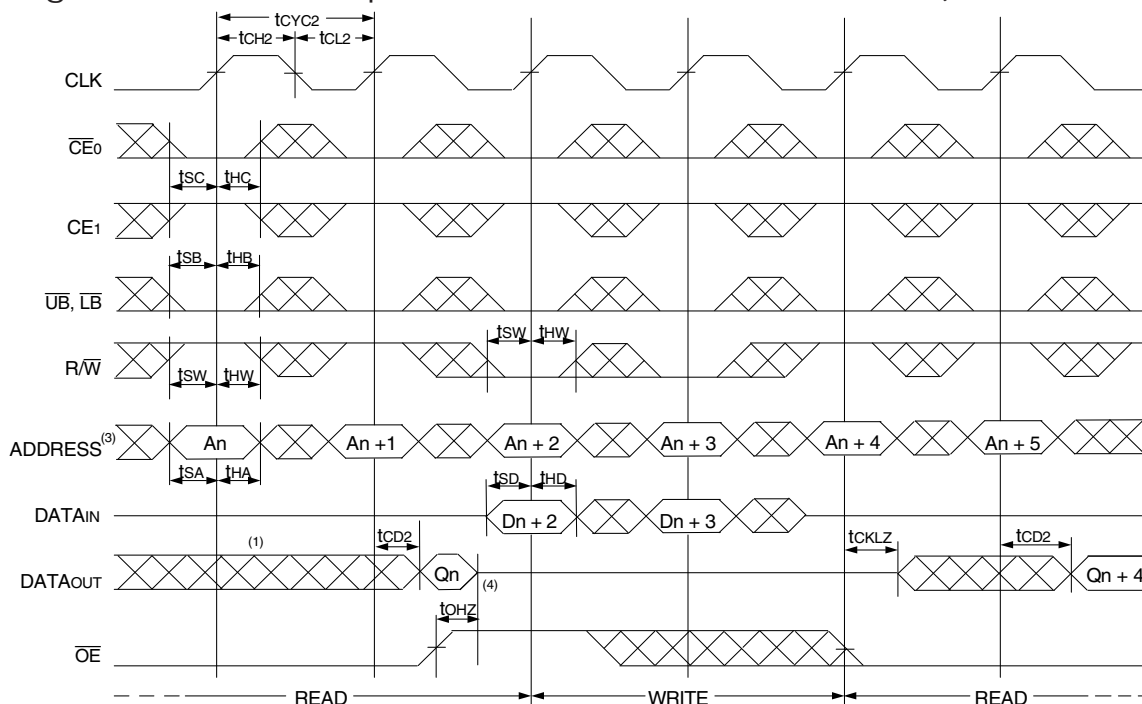 tCYC2
tCH2 tCL2
CLK
CE0
tSC tHC
CE1
tSB tHB
UB, LB
tSW tHW
R/W
tSW tHW
ADDRESS(3) An An +1 An + 2 An + 3 An + 4 An + 5
tSA tHA
tSD tHD
DATAIN Dn + 2 Dn + 3
(1) tCD2 tCKLZ tCD2
DATAOUT Qn (4) Qn + 4
tOHZ
OE
READ WRITE READ